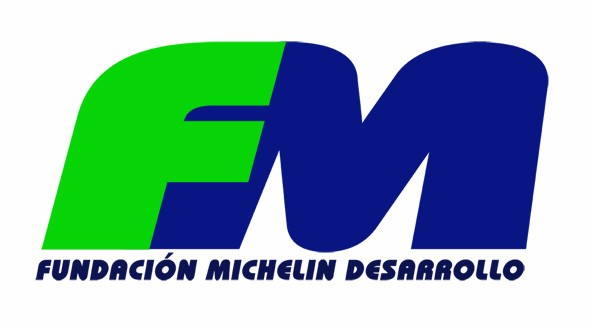 FM
FUNDACIÓN MICHELIN DESARROLLO